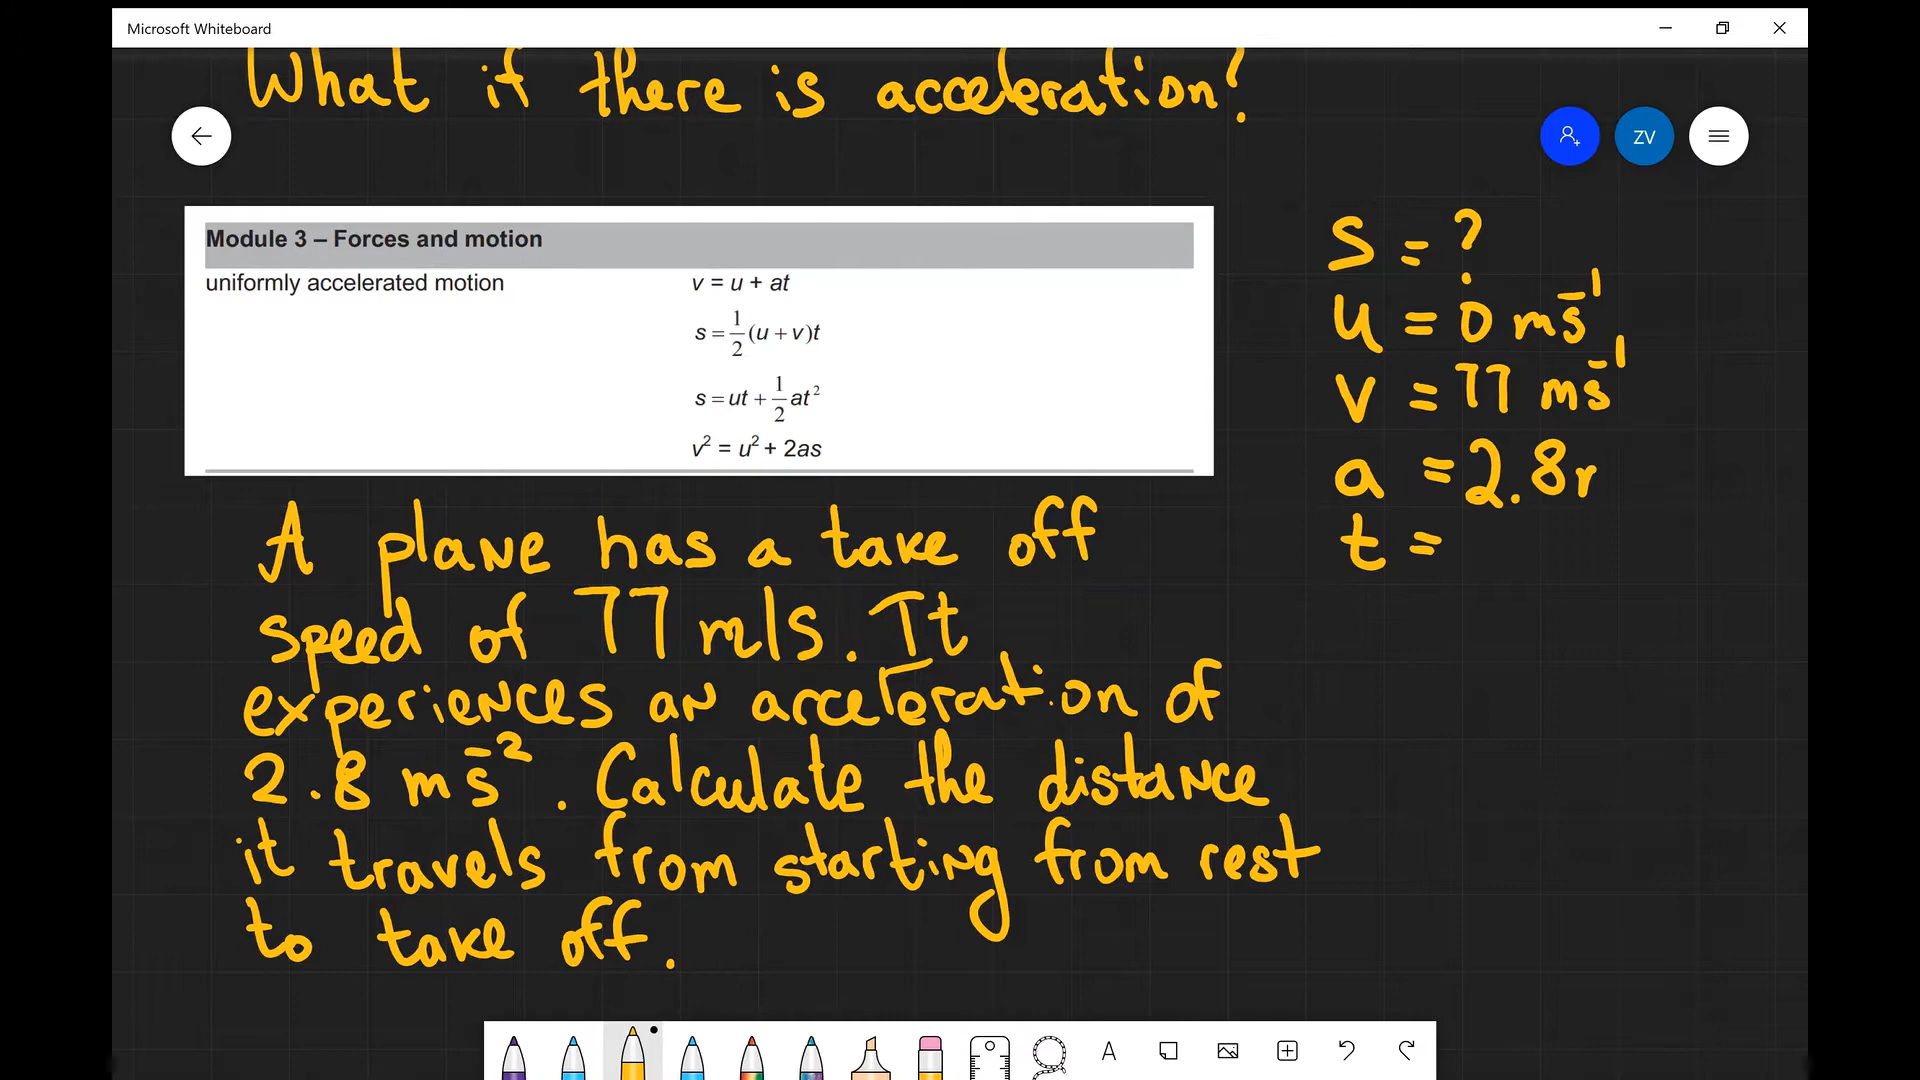 Microsoft Whiteboard
What if there is acceleration?
ZV
Module 3 – Forces and motion
uniformly accelerated motion
v = u + at
s = 1/2 (u + v)t
s = ut + 1/2 at²
v² = u² + 2as
S = ?
u = 0 ms⁻¹
v = 77 ms⁻¹
a = 2.8r
t =
A plane has a take off
speed of 77 m/s. It
experiences an acceleration of
2.8 ms⁻². Calculate the distance
it travels from starting from rest
to take off.
A